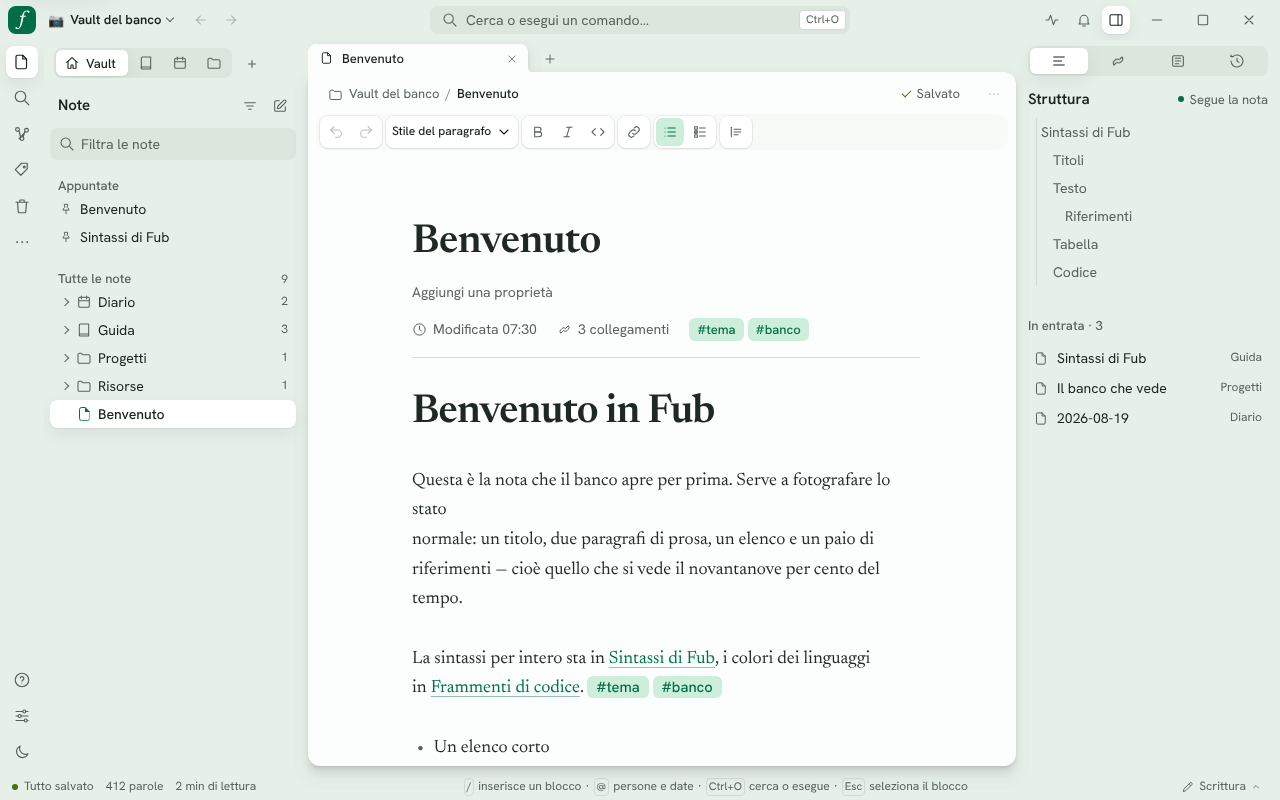 Vault del banco
Cerca o esegui un comando…
Ctrl+O
Vault
Note
Filtra le note
Appuntate
Benvenuto
Sintassi di Fub
Tutte le note 9
Diario 2
Guida 3
Progetti 1
Risorse 1
Benvenuto
Benvenuto
Vault del banco / Benvenuto
Salvato
Stile del paragrafo
B I
Benvenuto
Aggiungi una proprietà
Modificata 07:30 3 collegamenti #tema #banco
Benvenuto in Fub
Questa è la nota che il banco apre per prima. Serve a fotografare lo
stato
normale: un titolo, due paragrafi di prosa, un elenco e un paio di
riferimenti — cioè quello che si vede il novantanove per cento del
tempo.
La sintassi per intero sta in Sintassi di Fub, i colori dei linguaggi
in Frammenti di codice. #tema #banco
• Un elenco corto
Struttura
Segue la nota
Sintassi di Fub
Titoli
Testo
Riferimenti
Tabella
Codice
In entrata · 3
Sintassi di Fub Guida
Il banco che vede Progetti
2026-08-19 Diario
Tutto salvato 412 parole 2 min di lettura
/ inserisce un blocco · @ persone e date · Ctrl+O cerca o esegue · Esc seleziona il blocco
Scrittura